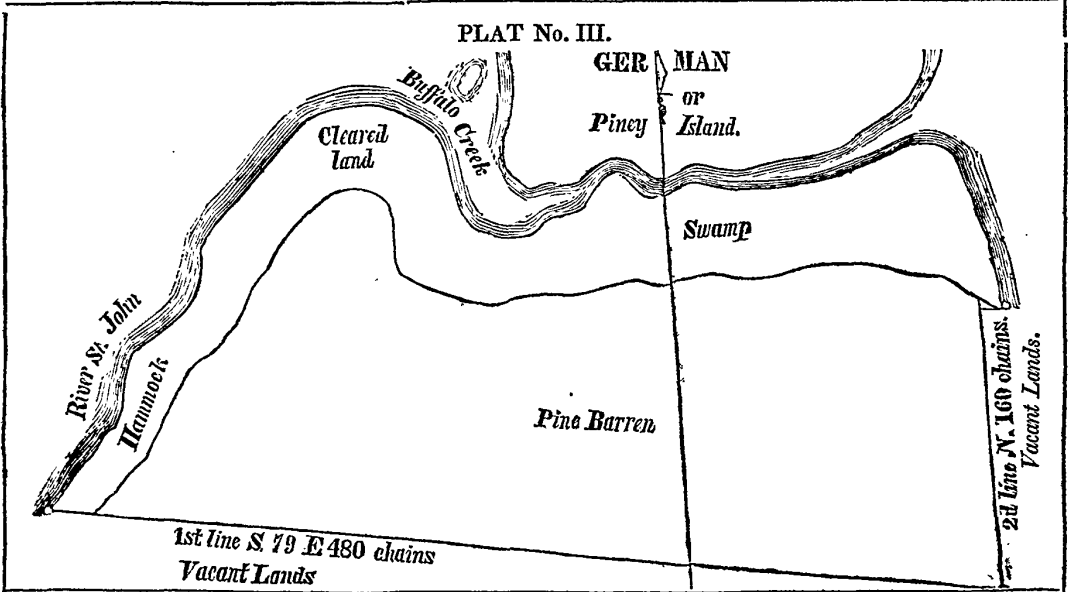 PLAT No. III.
GER MAN
or
Piney Island.
Buffalo Creek
Cleared
land
Swamp
River St. John
Hammock
Pine Barren
2d line N. 160 chains.
Vacant Lands.
1st line S. 79 E 480 chains
Vacant Lands